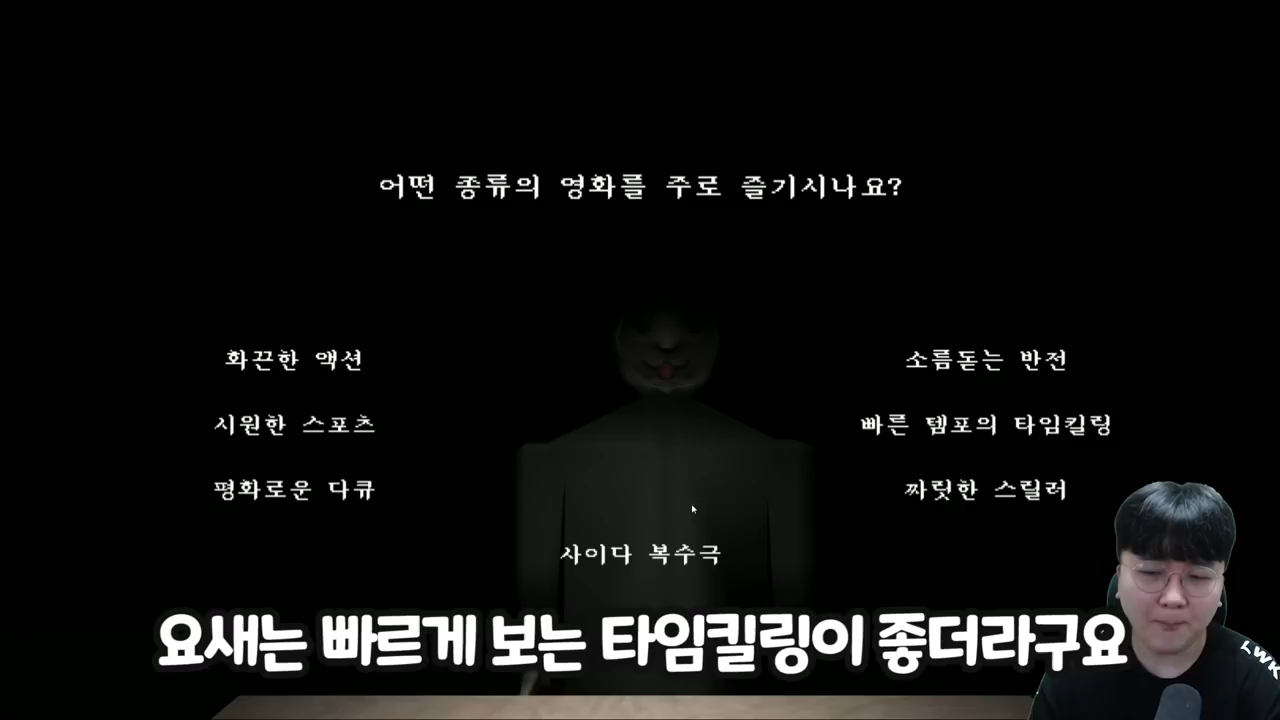 어떤 종류의 영화를 주로 즐기시나요?
화끈한 액션
소름돋는 반전
시원한 스포츠
빠른 템포의 타임킬링
평화로운 다큐
짜릿한 스릴러
사이다 복수극
요새는 빠르게 보는 타임킬링이 좋더라구요
LWK